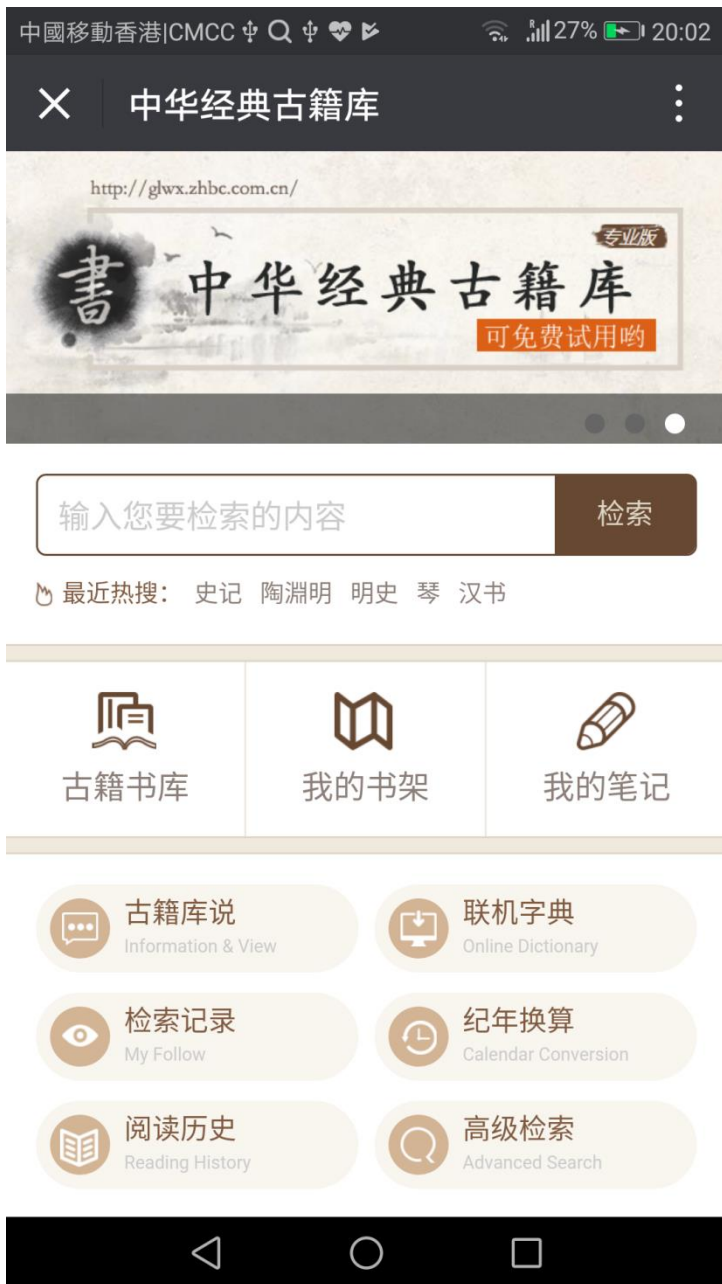 中國移動香港|CMCC 27% 20:02
中华经典古籍库
http://glwx.zhbc.com.cn/
专业版
書 中华经典古籍库
可免费试用哟
输入您要检索的内容 检索
最近热搜： 史记 陶淵明 明史 琴 汉书
古籍书库 我的书架 我的笔记
古籍库说 联机字典
Information & View Online Dictionary
检索记录 纪年换算
My Follow Calendar Conversion
阅读历史 高级检索
Reading History Advanced Search